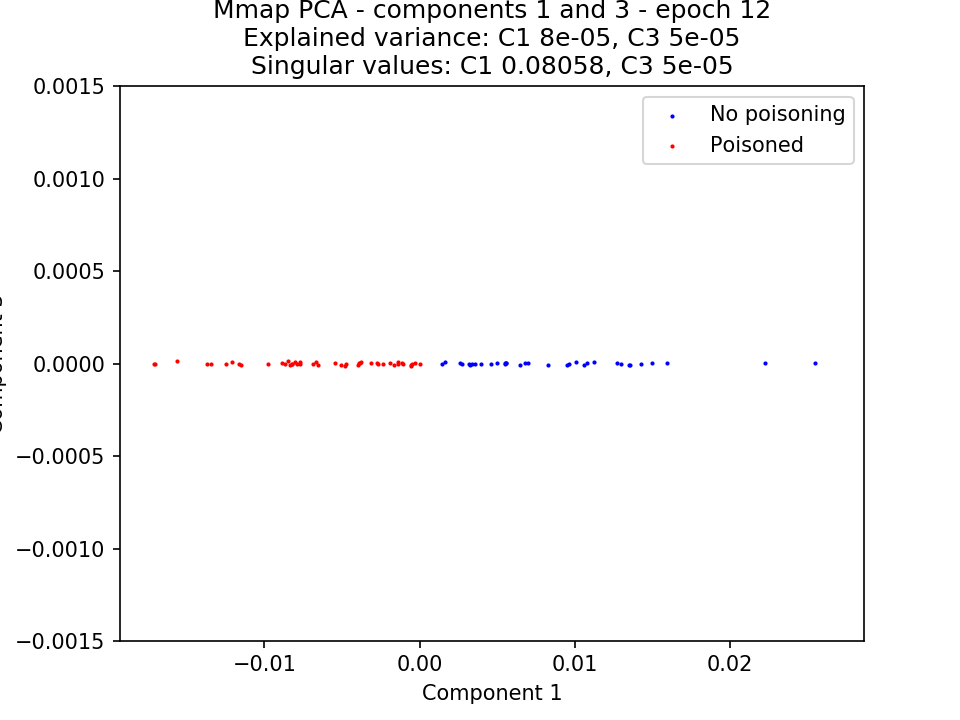 Mmap PCA - components 1 and 3 - epoch 12
Explained variance: C1 8e-05, C3 5e-05
Singular values: C1 0.08058, C3 5e-05
0.0015
0.0010
0.0005
0.0000
−0.0005
−0.0010
−0.0015
No poisoning
Poisoned
−0.01
0.00
0.01
0.02
Component 1